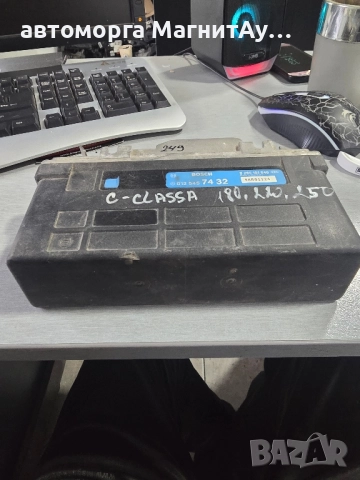 автоморга МагнитАу...
249
BOSCH
74 32
C-CLASSA 180, 220, 250
BAZAR